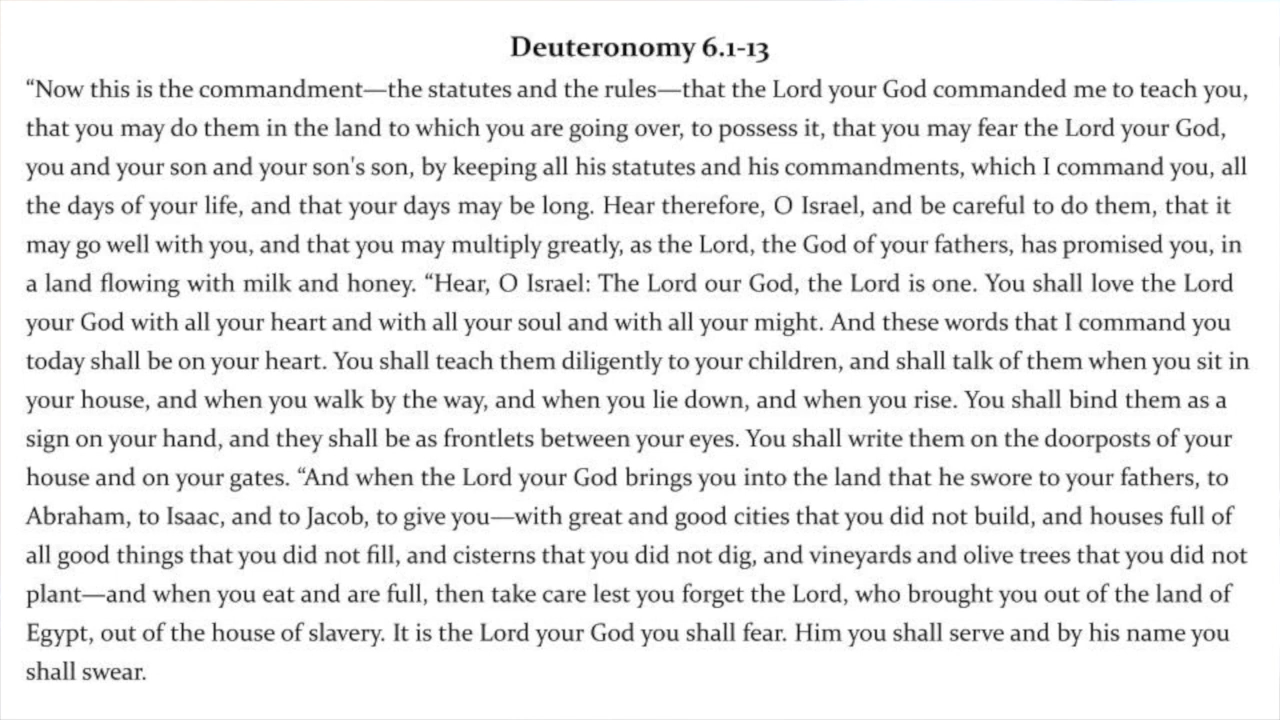 Deuteronomy 6.1-13
“Now this is the commandment—the statutes and the rules—that the Lord your God commanded me to teach you,
that you may do them in the land to which you are going over, to possess it, that you may fear the Lord your God,
you and your son and your son's son, by keeping all his statutes and his commandments, which I command you, all
the days of your life, and that your days may be long. Hear therefore, O Israel, and be careful to do them, that it
may go well with you, and that you may multiply greatly, as the Lord, the God of your fathers, has promised you, in
a land flowing with milk and honey. “Hear, O Israel: The Lord our God, the Lord is one. You shall love the Lord
your God with all your heart and with all your soul and with all your might. And these words that I command you
today shall be on your heart. You shall teach them diligently to your children, and shall talk of them when you sit in
your house, and when you walk by the way, and when you lie down, and when you rise. You shall bind them as a
sign on your hand, and they shall be as frontlets between your eyes. You shall write them on the doorposts of your
house and on your gates. “And when the Lord your God brings you into the land that he swore to your fathers, to
Abraham, to Isaac, and to Jacob, to give you—with great and good cities that you did not build, and houses full of
all good things that you did not fill, and cisterns that you did not dig, and vineyards and olive trees that you did not
plant—and when you eat and are full, then take care lest you forget the Lord, who brought you out of the land of
Egypt, out of the house of slavery. It is the Lord your God you shall fear. Him you shall serve and by his name you
shall swear.